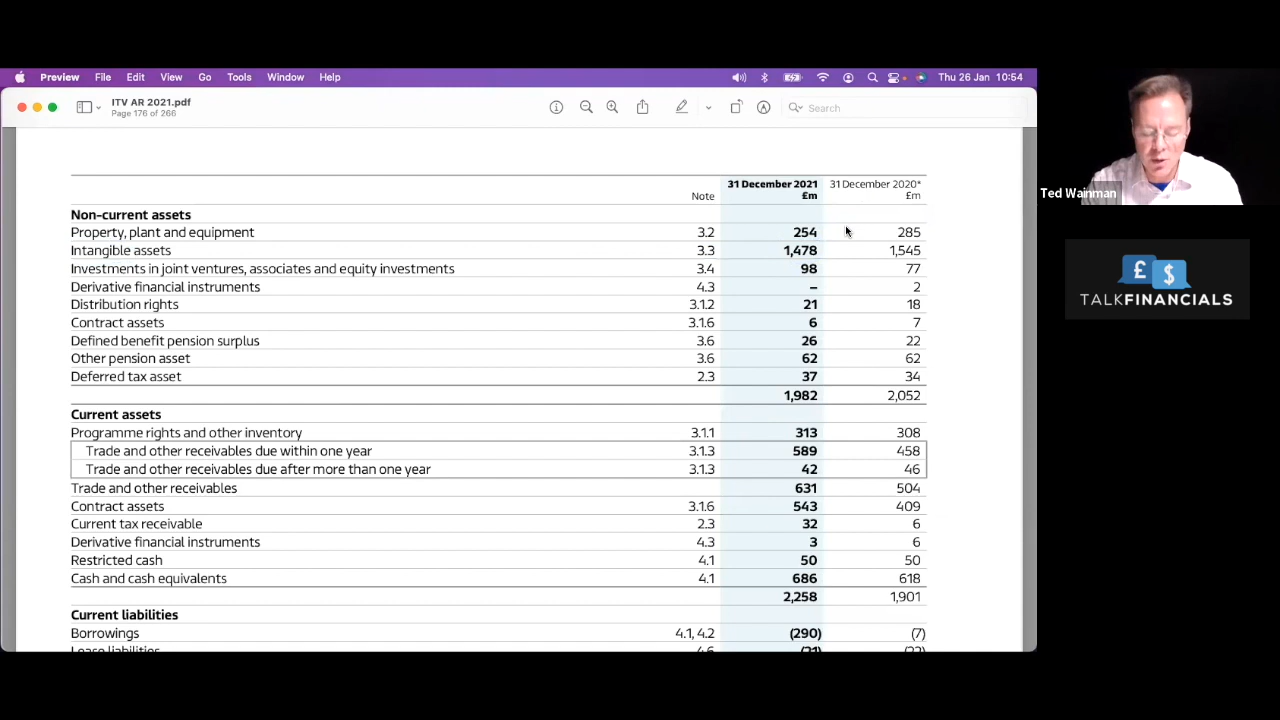 Preview File Edit View Go Tools Window Help Thu 26 Jan 10:54
ITV AR 2021.pdf
Page 176 of 266
Search
31 December 2021 31 December 2020*
Note £m £m
Non-current assets
Property, plant and equipment 3.2 254 285
Intangible assets 3.3 1,478 1,545
Investments in joint ventures, associates and equity investments 3.4 98 77
Derivative financial instruments 4.3 – 2
Distribution rights 3.1.2 21 18
Contract assets 3.1.6 6 7
Defined benefit pension surplus 3.6 26 22
Other pension asset 3.6 62 62
Deferred tax asset 2.3 37 34
1,982 2,052
Current assets
Programme rights and other inventory 3.1.1 313 308
Trade and other receivables due within one year 3.1.3 589 458
Trade and other receivables due after more than one year 3.1.3 42 46
Trade and other receivables 631 504
Contract assets 3.1.6 543 409
Current tax receivable 2.3 32 6
Derivative financial instruments 4.3 3 6
Restricted cash 4.1 50 50
Cash and cash equivalents 4.1 686 618
2,258 1,901
Current liabilities
Borrowings 4.1, 4.2 (290) (7)
Lease liabilities
Ted Wainman
£ $
TALKFINANCIALS